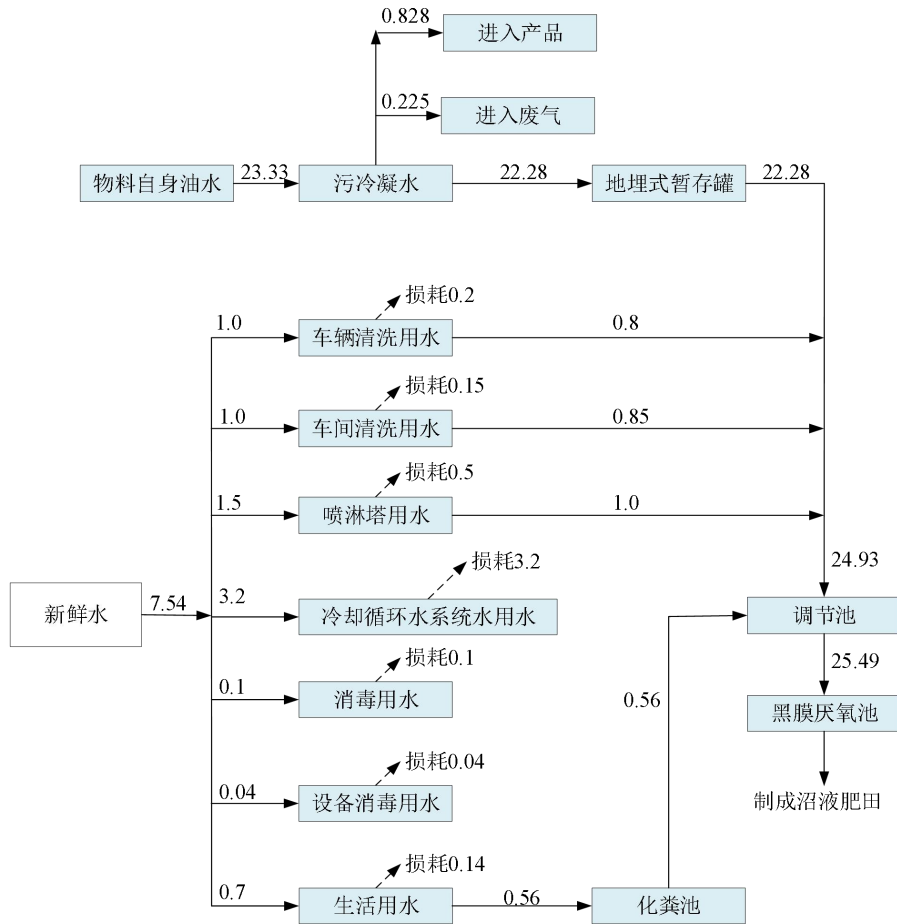 0.828
进入产品
0.225
进入废气
物料自身油水
23.33
污冷凝水
22.28
地埋式暂存罐
22.28
损耗0.2
1.0
车辆清洗用水
0.8
损耗0.15
1.0
车间清洗用水
0.85
损耗0.5
1.5
喷淋塔用水
1.0
24.93
损耗3.2
新鲜水
7.54
3.2
冷却循环水系统水用水
调节池
损耗0.1
25.49
0.1
消毒用水
0.56
黑膜厌氧池
损耗0.04
0.04
设备消毒用水
制成沼液肥田
损耗0.14
0.7
生活用水
0.56
化粪池